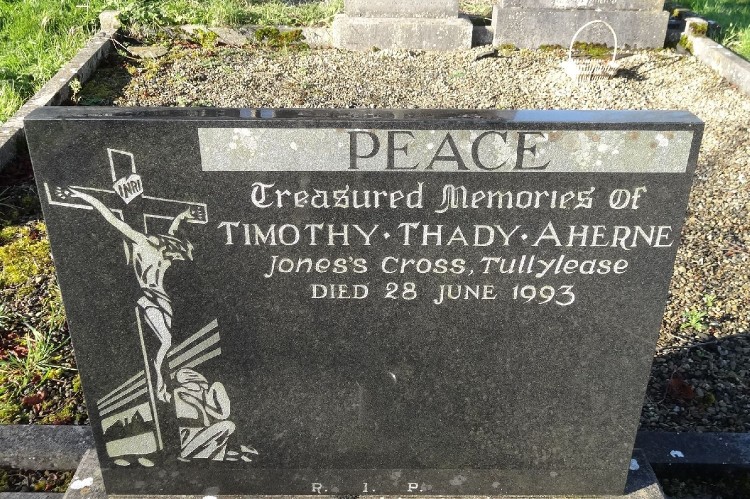 PEACE
INRI
Treasured Memories Of
TIMOTHY·THADY·AHERNE
Jones's Cross, Tullylease
DIED 28 JUNE 1993
R. I. P.